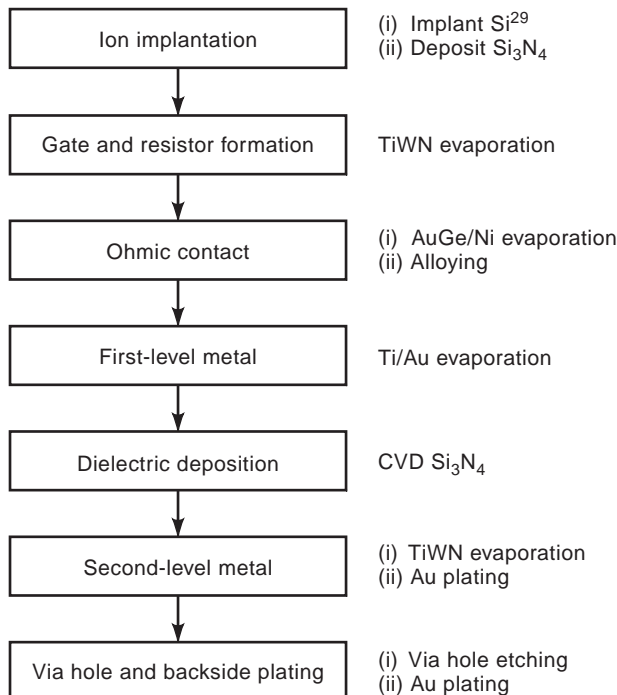 Ion implantation
(i) Implant Si²⁹
(ii) Deposit Si₃N₄
Gate and resistor formation
TiWN evaporation
Ohmic contact
(i) AuGe/Ni evaporation
(ii) Alloying
First-level metal
Ti/Au evaporation
Dielectric deposition
CVD Si₃N₄
Second-level metal
(i) TiWN evaporation
(ii) Au plating
Via hole and backside plating
(i) Via hole etching
(ii) Au plating